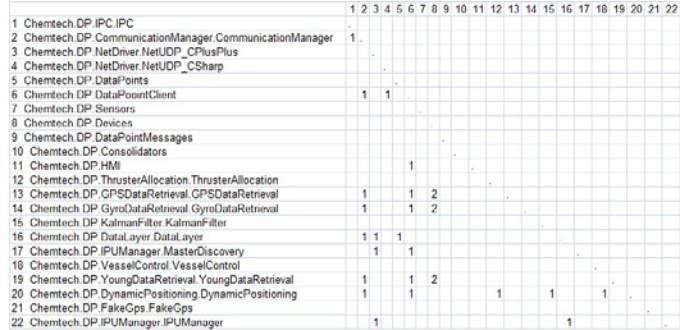 1 2 3 4 5 6 7 8 9 10 11 12 13 14 15 16 17 18 19 20 21 22
1 Chemtech.DP.IPC.IPC .
2 Chemtech.DP.CommunicationManager.CommunicationManager 1 .
3 Chemtech.DP.NetDriver.NetUDP_CPlusPlus .
4 Chemtech.DP.NetDriver.NetUDP_CSharp .
5 Chemtech.DP.DataPoints .
6 Chemtech.DP.DataPoointClient 1 1 .
7 Chemtech.DP.Sensors .
8 Chemtech.DP.Devices .
9 Chemtech.DP.DataPointMessages .
10 Chemtech.DP.Consolidators .
11 Chemtech.DP.HMI 1 .
12 Chemtech.DP.ThrusterAllocation.ThrusterAllocation .
13 Chemtech.DP.GPSDataRetrieval.GPSDataRetrieval 1 1 2 .
14 Chemtech.DP.GyroDataRetrieval.GyroDataRetrieval 1 1 2 .
15 Chemtech.DP.KalmanFilter.KalmanFilter .
16 Chemtech.DP.DataLayer.DataLayer 1 1 1 .
17 Chemtech.DP.IPUManager.MasterDiscovery 1 1 .
18 Chemtech.DP.VesselControl.VesselControl .
19 Chemtech.DP.YoungDataRetrieval.YoungDataRetrieval 1 1 2 .
20 Chemtech.DP.DynamicPositioning.DynamicPositioning 1 1 1 1 1 .
21 Chemtech.DP.FakeGps.FakeGps .
22 Chemtech.DP.IPUManager.IPUManager 1 1 .